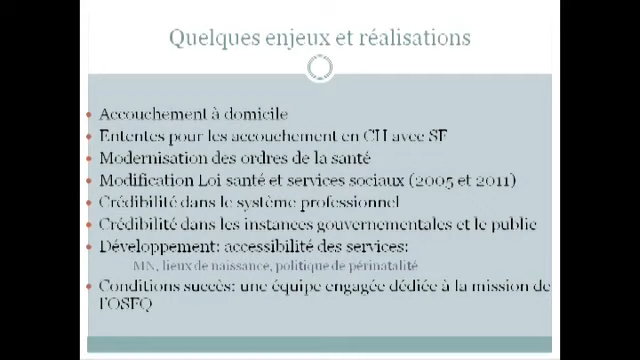 Quelques enjeux et réalisations
Accouchement à domicile
Ententes pour les accouchement en CH avec SF
Modernisation des ordres de la santé
Modification Loi santé et services sociaux (2005 et 2011)
Crédibilité dans le système professionnel
Crédibilité dans les instances gouvernementales et le public
Développement: accessibilité des services:
MN, lieux de naissance, politique de périnatalité
Conditions succès: une équipe engagée dédiée à la mission de
l'OSFQ